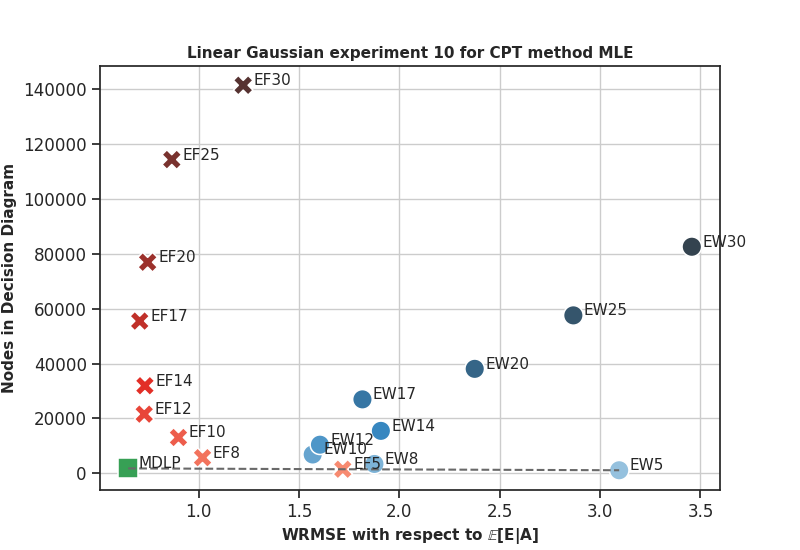 Linear Gaussian experiment 10 for CPT method MLE
Nodes in Decision Diagram
140000
120000
100000
80000
60000
40000
20000
0
EF30
EF25
EW30
EF20
EF17
EW25
EW20
EF14
EW17
EF12
EW14
EF10
EW12
EW10
EF8
MDLP
EF5
EW8
EW5
1.0
1.5
2.0
2.5
3.0
3.5
WRMSE with respect to 𝔼[E|A]